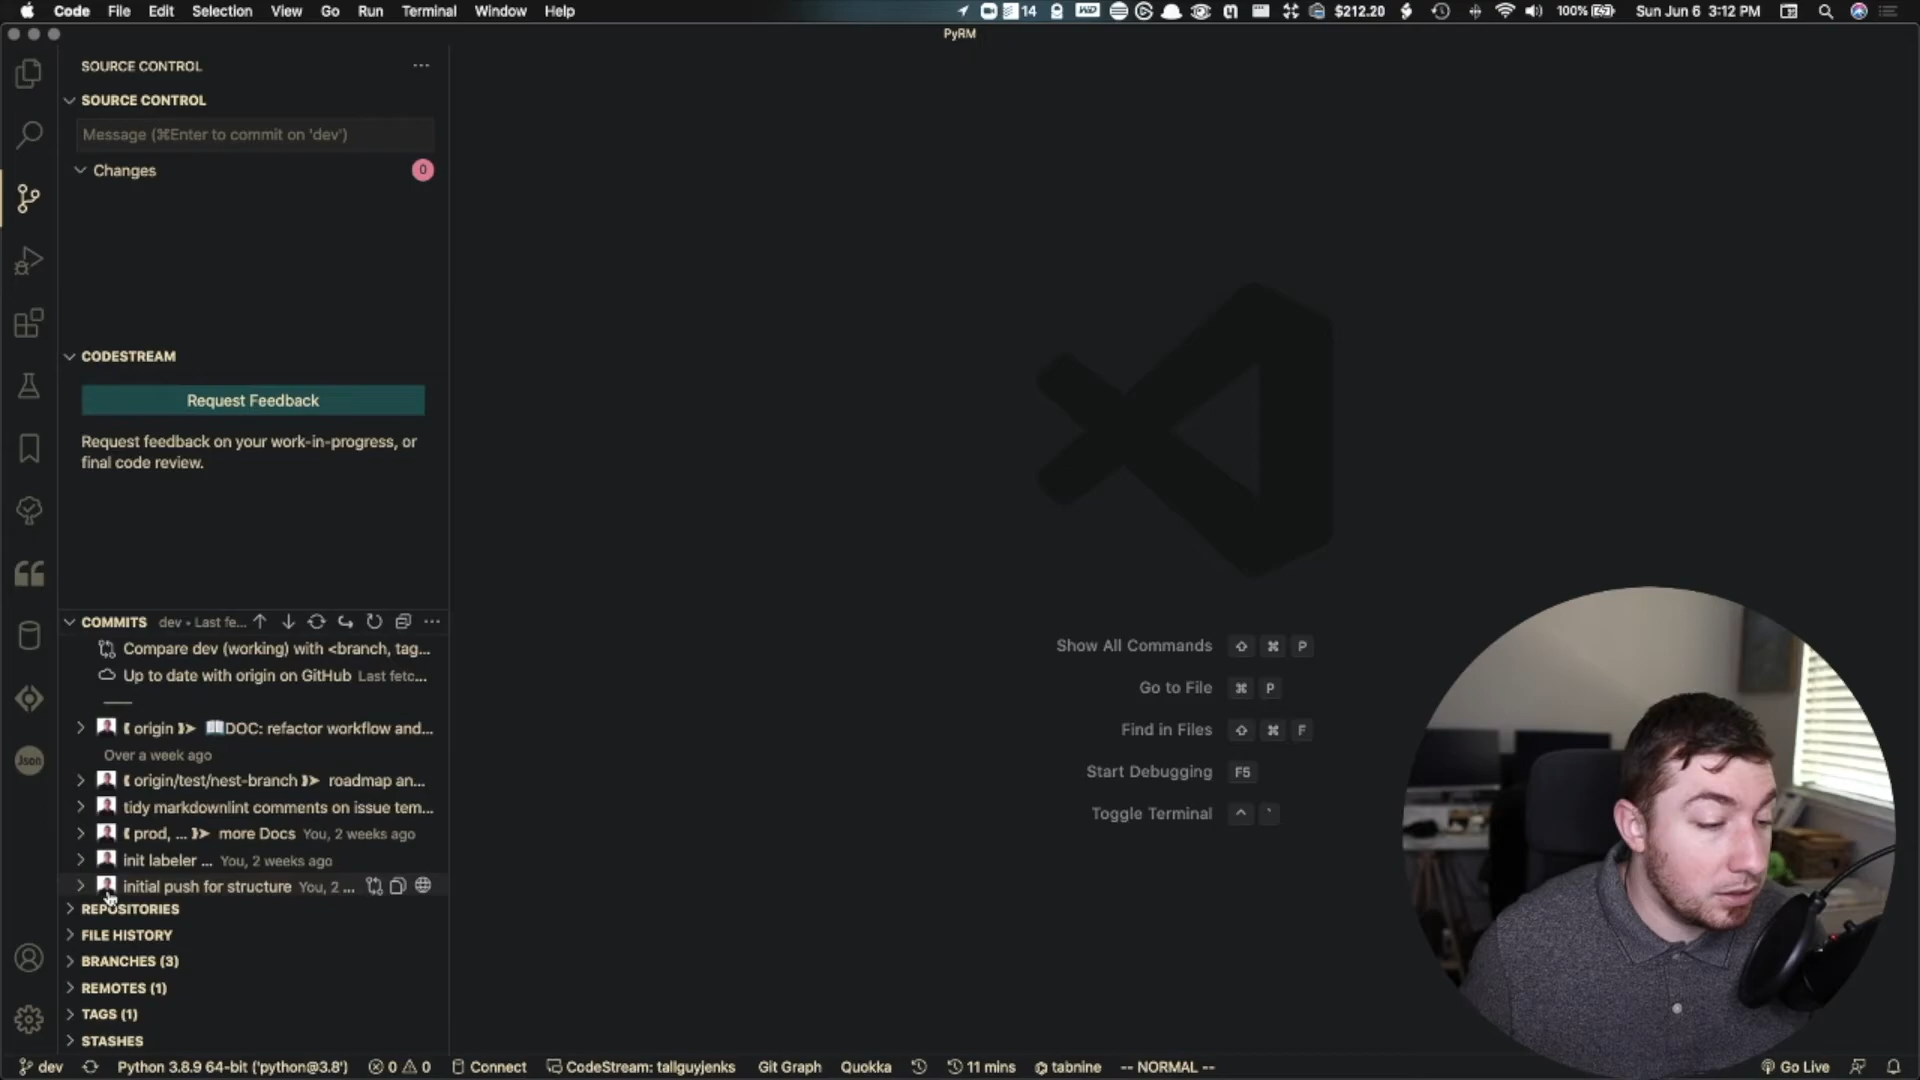 Code File Edit Selection View Go Run Terminal Window Help
14 $212.20 100% Sun Jun 6 3:12 PM
PyRM
SOURCE CONTROL
SOURCE CONTROL
Message (⌘Enter to commit on 'dev')
Changes 0
CODESTREAM
Request Feedback
Request feedback on your work-in-progress, or
final code review.
COMMITS dev • Last fe...
Compare dev (working) with <branch, tag...
Up to date with origin on GitHub Last fetc...
origin DOC: refactor workflow and...
Over a week ago
origin/test/nest-branch roadmap an...
tidy markdownlint comments on issue tem...
prod, ... more Docs You, 2 weeks ago
init labeler ... You, 2 weeks ago
initial push for structure You, 2 ...
REPOSITORIES
FILE HISTORY
BRANCHES (3)
REMOTES (1)
TAGS (1)
STASHES
Json
Show All Commands ⇧ ⌘ P
Go to File ⌘ P
Find in Files ⇧ ⌘ F
Start Debugging F5
Toggle Terminal ^ `
dev Python 3.8.9 64-bit ('python@3.8') 0 0 Connect CodeStream: tallguyjenks Git Graph Quokka 11 mins tabnine -- NORMAL -- Go Live